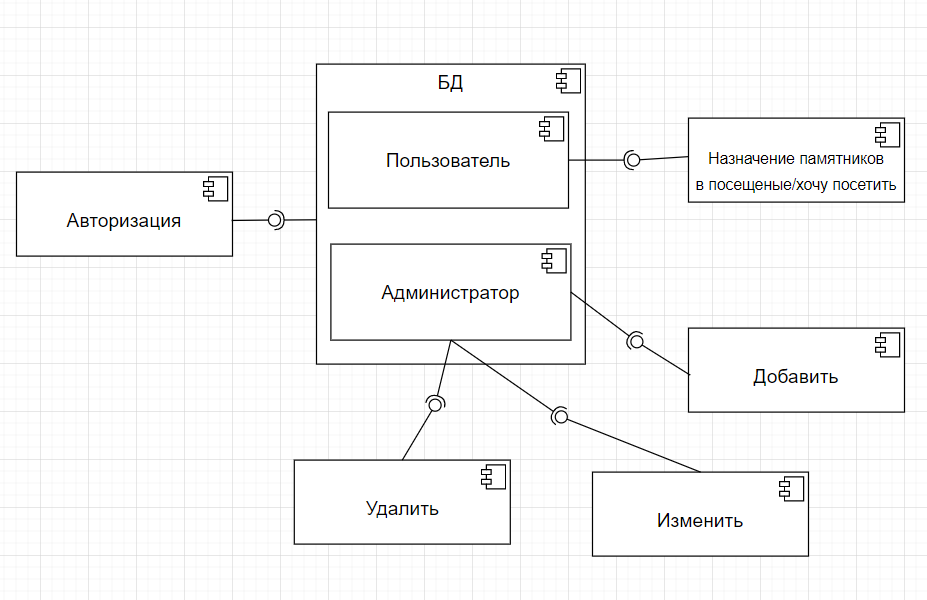 БД
Пользователь
Назначение памятников
в посещеные/хочу посетить
Авторизация
Администратор
Добавить
Удалить
Изменить